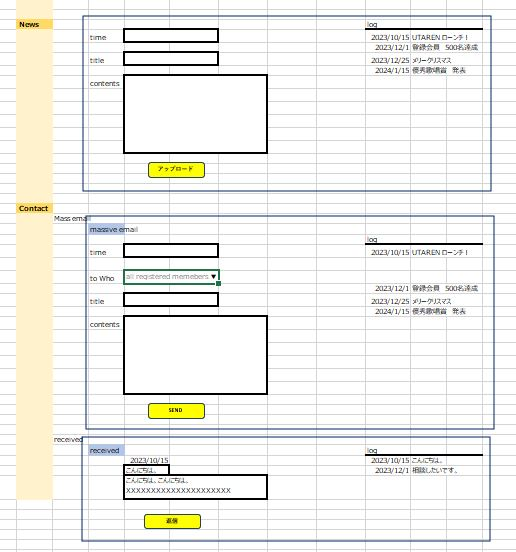 News
log
time
2023/10/15 UTAREN ローンチ！
2023/12/1 登録会員　500名達成
title
2023/12/25 メリークリスマス
2024/1/15 優秀歌唱賞　発表
contents
アップロード
Contact
Mass email
massive email
log
time
2023/10/15 UTAREN ローンチ！
to Who
all registered memebers ▼
2023/12/1 登録会員　500名達成
title
2023/12/25 メリークリスマス
2024/1/15 優秀歌唱賞　発表
contents
SEND
received
received
log
2023/10/15
2023/10/15 こんにちは。
こんにちは。
2023/12/1 相談したいです。
こんにちは、こんにちは。
XXXXXXXXXXXXXXXXXXXXXX
返信